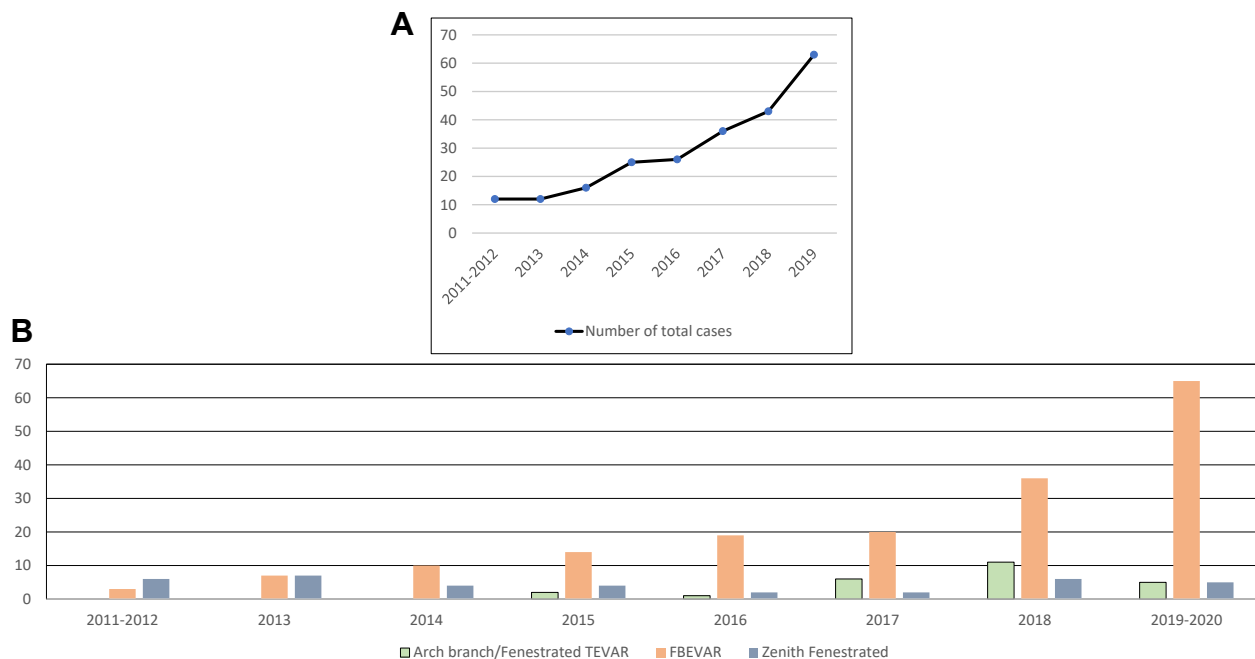 A
70
60
50
40
30
20
10
0
2011-2012 2013 2014 2015 2016 2017 2018 2019
Number of total cases
B
70
60
50
40
30
20
10
0
2011-2012 2013 2014 2015 2016 2017 2018 2019-2020
Arch branch/Fenestrated TEVAR FBEVAR Zenith Fenestrated